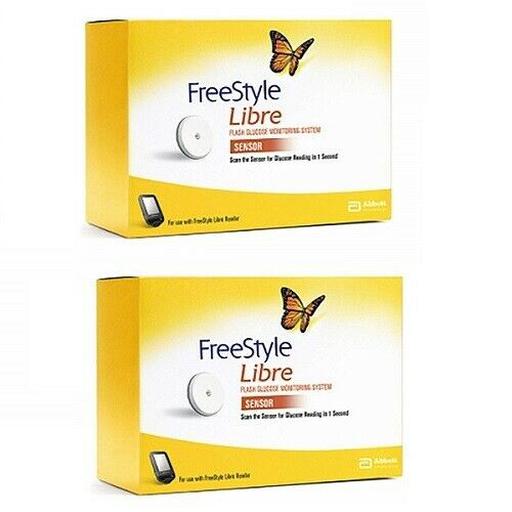 FreeStyle
Libre
FLASH GLUCOSE MONITORING SYSTEM
SENSOR
Scan the Sensor for Glucose Reading in 1 Second
For use with FreeStyle Libre Reader
Abbott
FreeStyle
Libre
FLASH GLUCOSE MONITORING SYSTEM
SENSOR
Scan the Sensor for Glucose Reading in 1 Second
For use with FreeStyle Libre Reader
Abbott